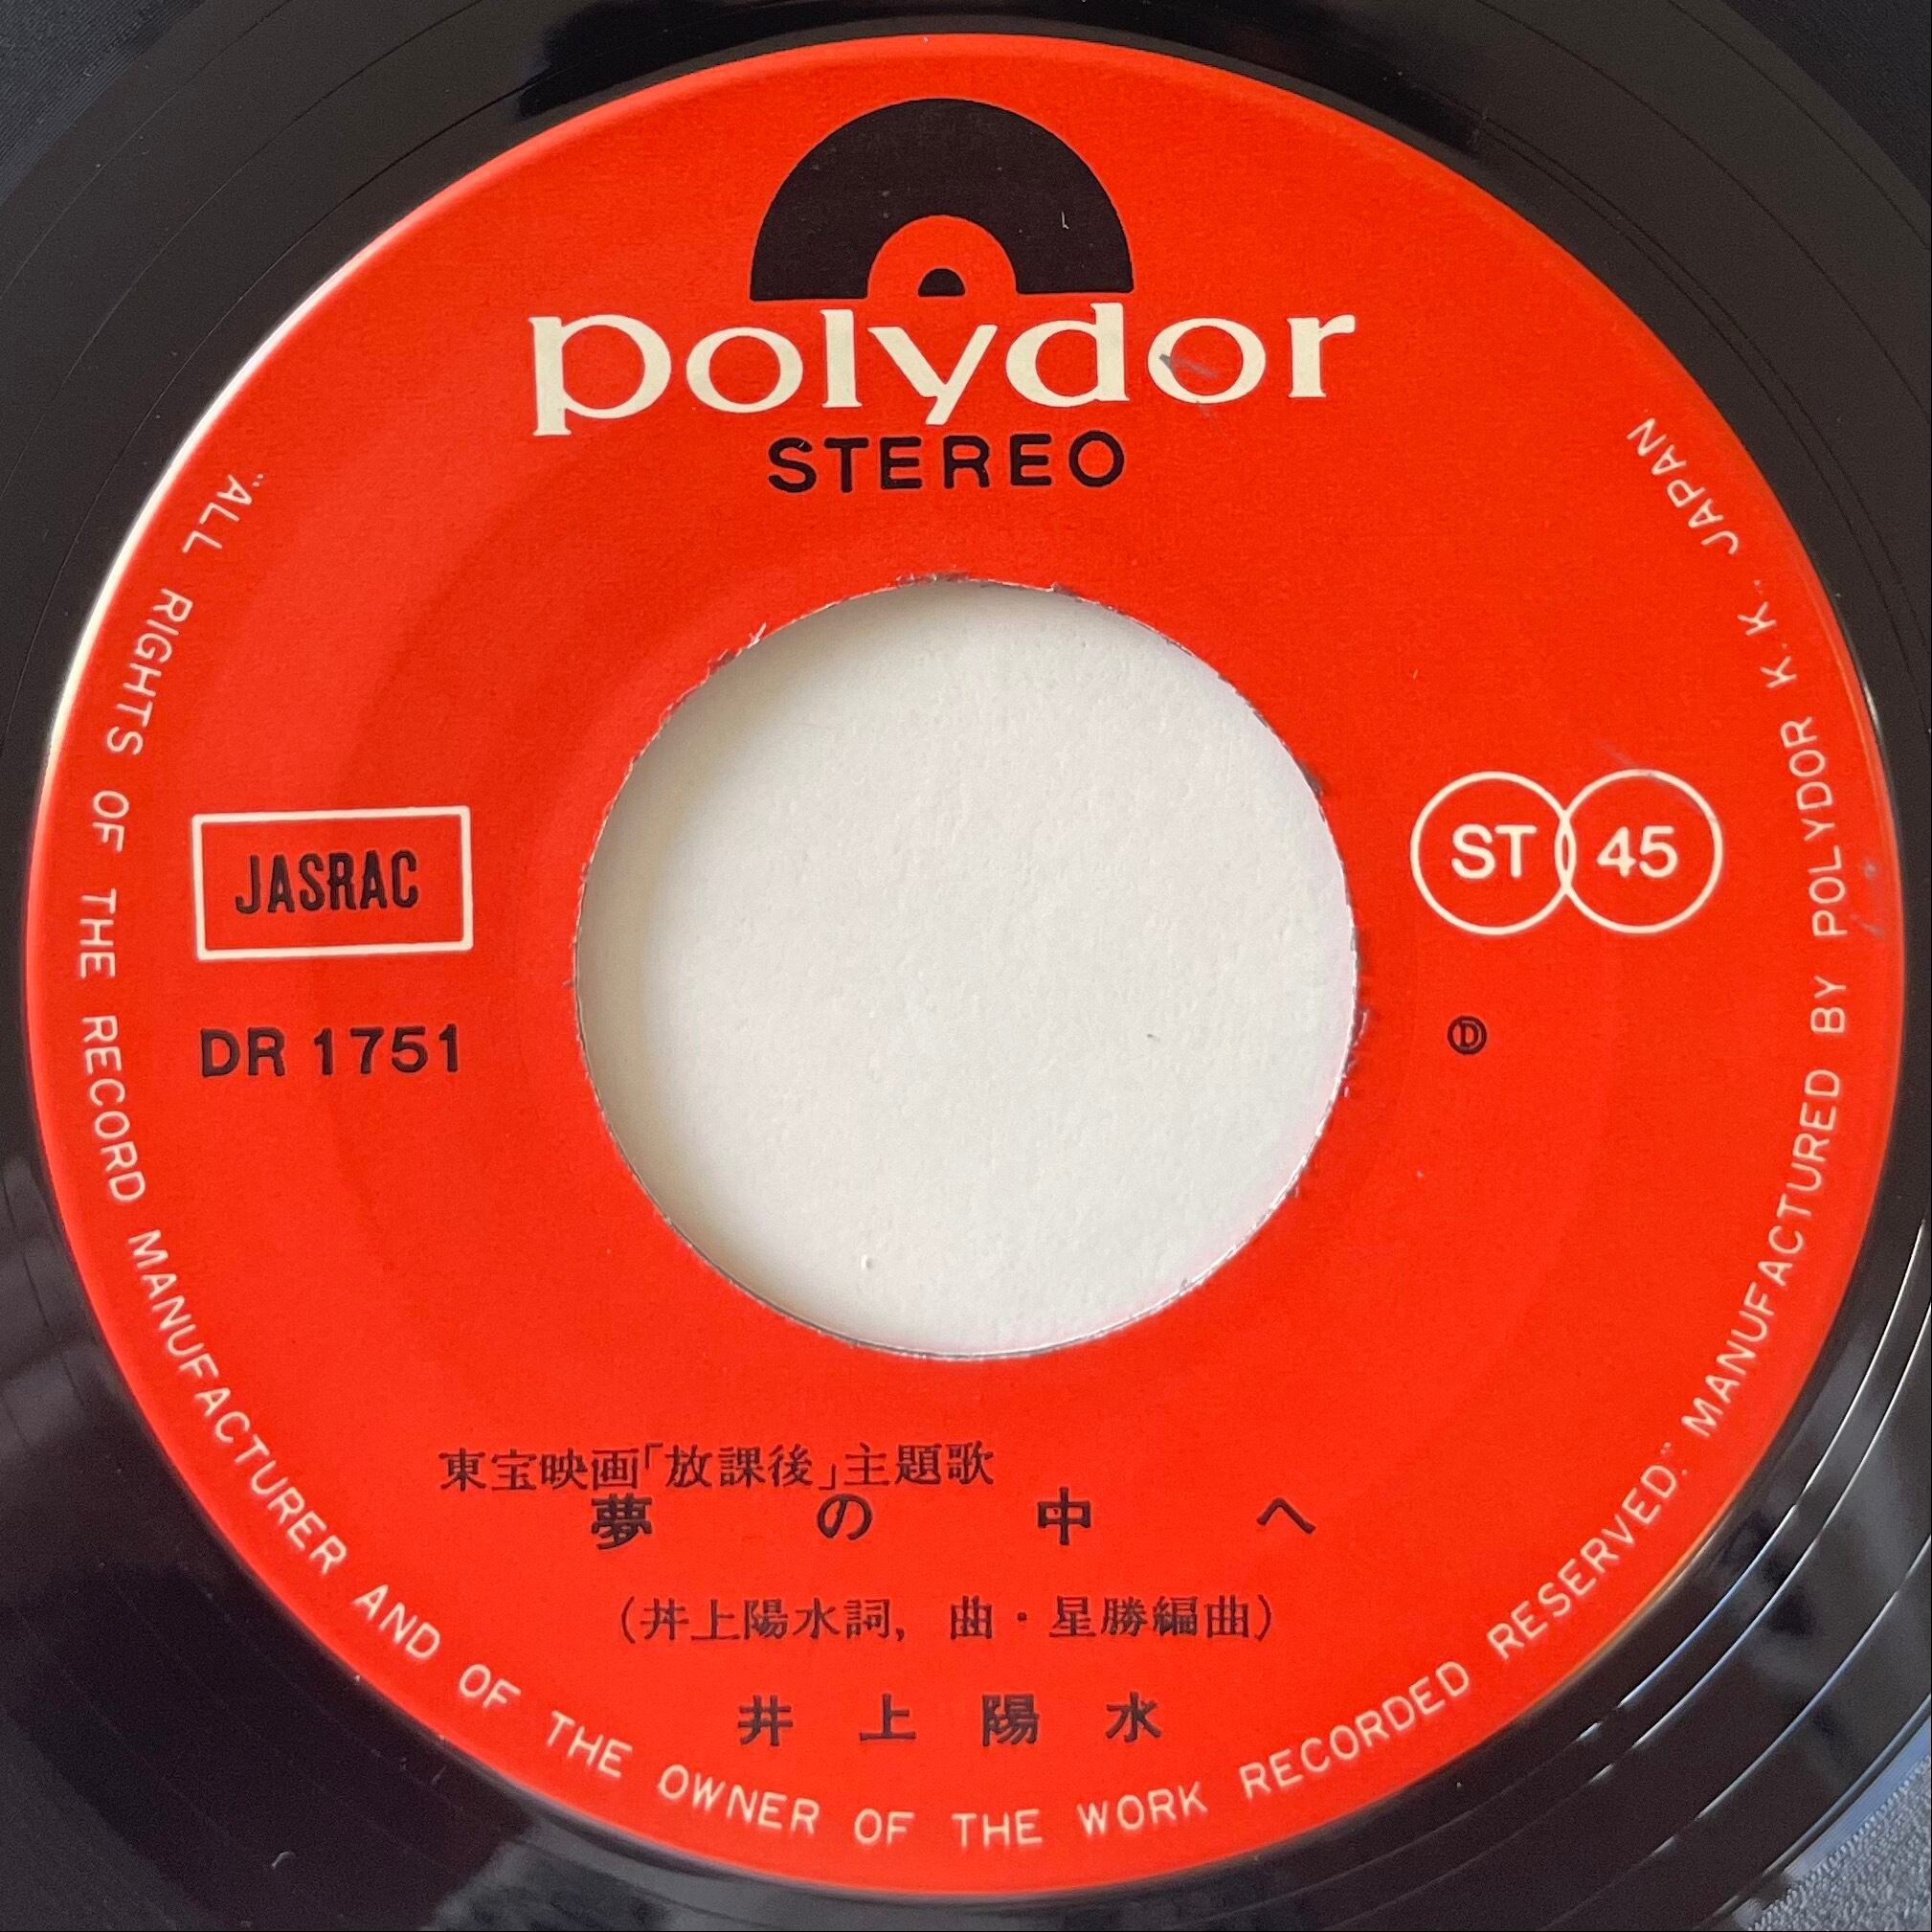 polydor
STEREO
JASRAC
ST 45
DR 1751
Ⓓ
東宝映画「放課後」主題歌
夢の中へ
(井上陽水詞, 曲・星勝編曲)
井上陽水
"ALL RIGHTS OF THE RECORD MANUFACTURER AND OF THE OWNER OF THE WORK RECORDED RESERVED." MANUFACTURED BY POLYDOR K.K. JAPAN